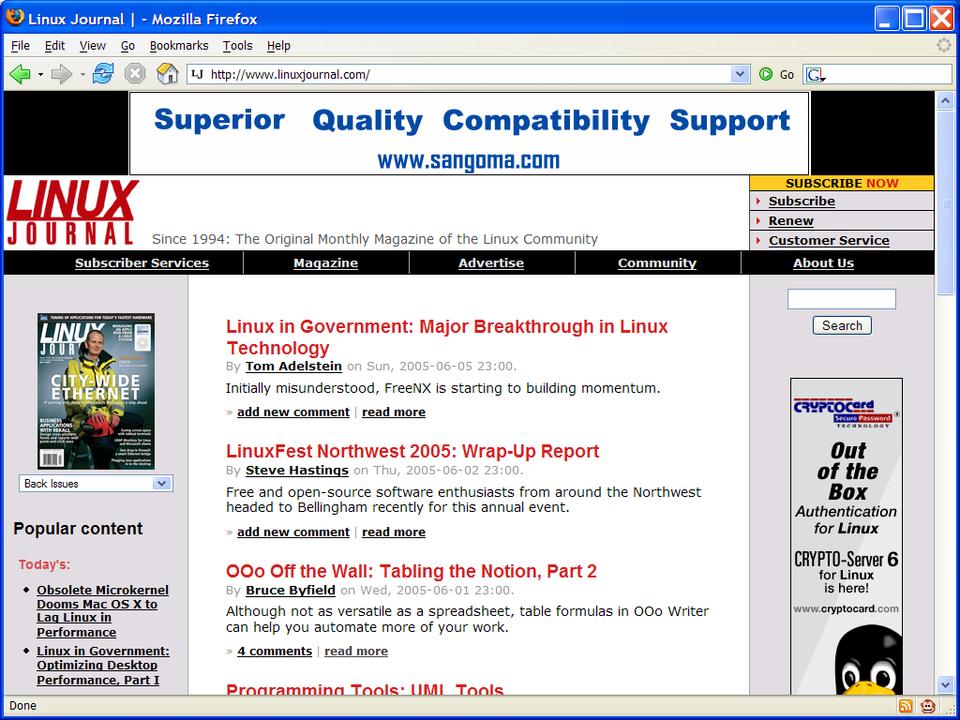 Linux Journal | - Mozilla Firefox
File Edit View Go Bookmarks Tools Help
http://www.linuxjournal.com/
Go
G
Superior Quality Compatibility Support
www.sangoma.com
LINUX
JOURNAL
Since 1994: The Original Monthly Magazine of the Linux Community
SUBSCRIBE NOW
Subscribe
Renew
Customer Service
Subscriber Services Magazine Advertise Community About Us
LINUX
CITY-WIDE
ETHERNET
Back Issues
Popular content
Today's:
Obsolete Microkernel
Dooms Mac OS X to
Lag Linux in
Performance
Linux in Government:
Optimizing Desktop
Performance, Part I
Linux in Government: Major Breakthrough in Linux
Technology
By Tom Adelstein on Sun, 2005-06-05 23:00.
Initially misunderstood, FreeNX is starting to building momentum.
» add new comment | read more
LinuxFest Northwest 2005: Wrap-Up Report
By Steve Hastings on Thu, 2005-06-02 23:00.
Free and open-source software enthusiasts from around the Northwest
headed to Bellingham recently for this annual event.
» add new comment | read more
OOo Off the Wall: Tabling the Notion, Part 2
By Bruce Byfield on Wed, 2005-06-01 23:00.
Although not as versatile as a spreadsheet, table formulas in OOo Writer
can help you automate more of your work.
» 4 comments | read more
Programming Tools: UML Tools
Search
CRYPTOCard
Secure Password
TECHNOLOGY
Out
of the
Box
Authentication
for Linux
CRYPTO-Server 6
for Linux
is here!
www.cryptocard.com
Done